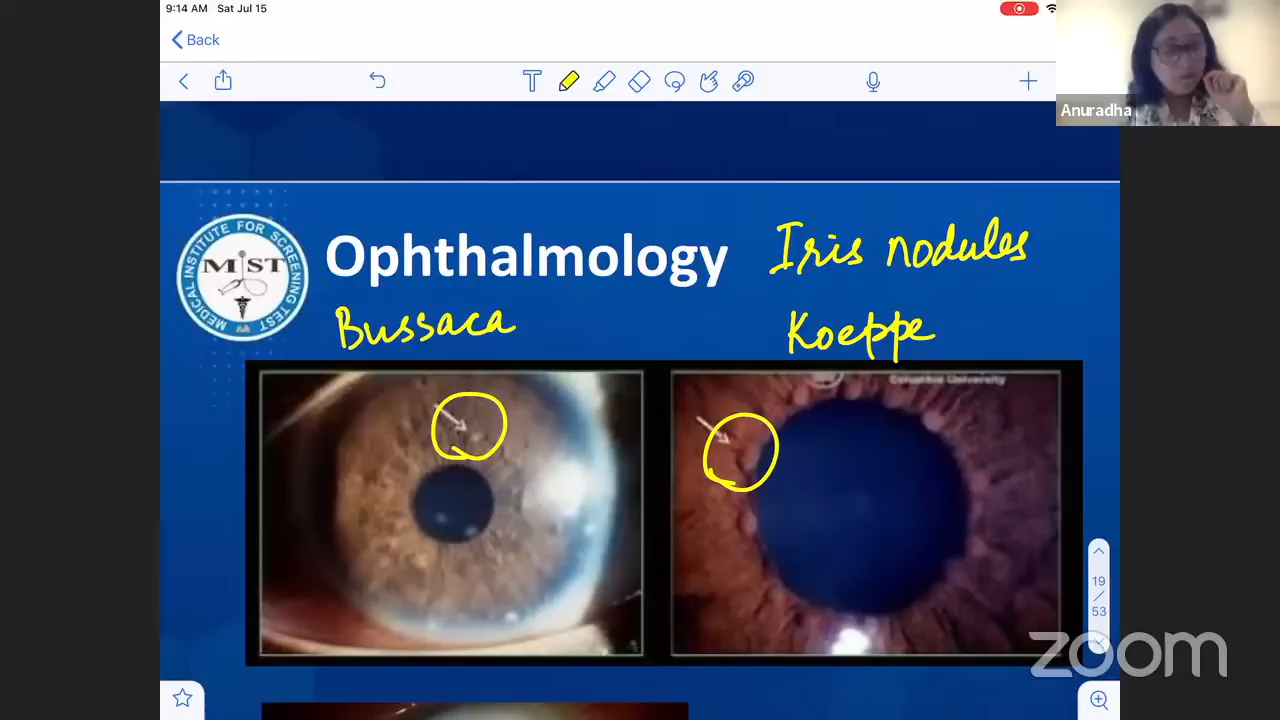 9:14 AM Sat Jul 15
Back
Anuradha
MEDICAL INSTITUTE FOR SCREENING TEST
MIST
Ophthalmology
Iris nodules
Bussaca
Koeppe
University
19
/
53
zoom